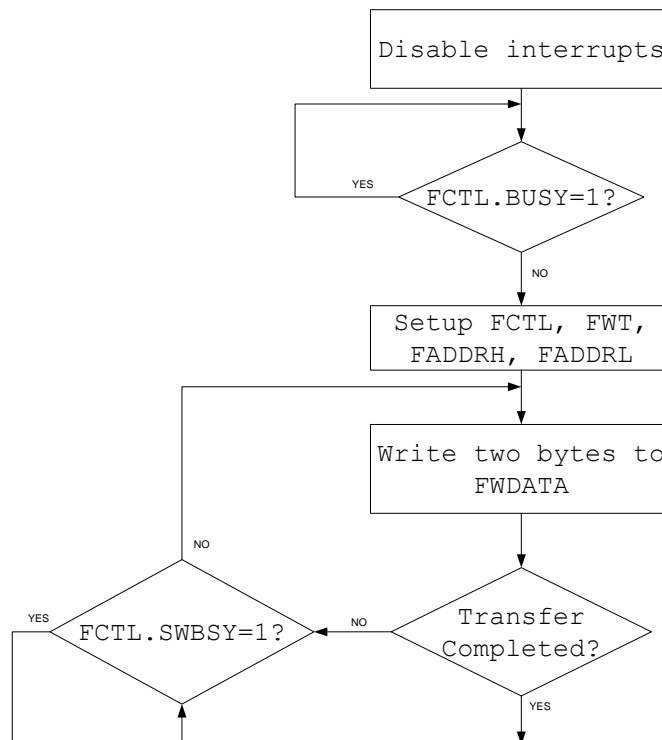 Disable interrupts
YES
FCTL.BUSY=1?
NO
Setup FCTL, FWT,
FADDRH, FADDRL
Write two bytes to
FWDATA
NO
YES
FCTL.SWBSY=1?
NO
Transfer
Completed?
YES